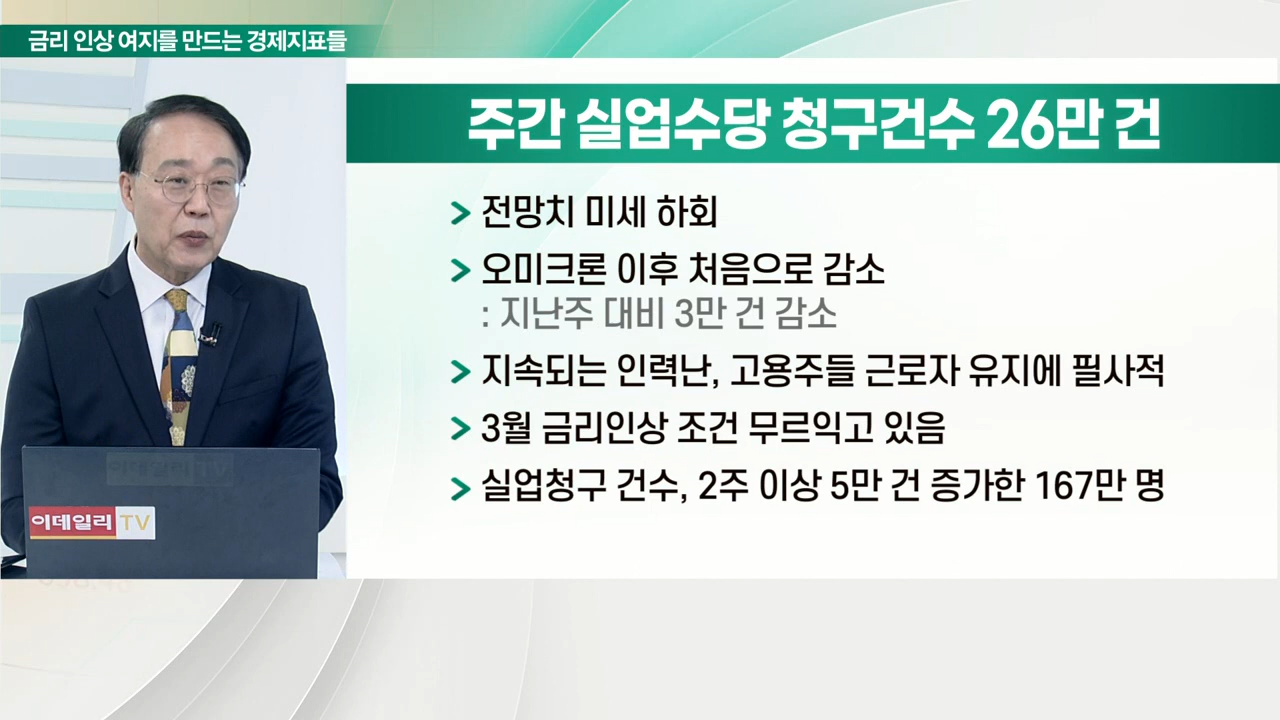 금리 인상 여지를 만드는 경제지표들
주간 실업수당 청구건수 26만 건
> 전망치 미세 하회
> 오미크론 이후 처음으로 감소
: 지난주 대비 3만 건 감소
> 지속되는 인력난, 고용주들 근로자 유지에 필사적
> 3월 금리인상 조건 무르익고 있음
> 실업청구 건수, 2주 이상 5만 건 증가한 167만 명
이데일리 TV